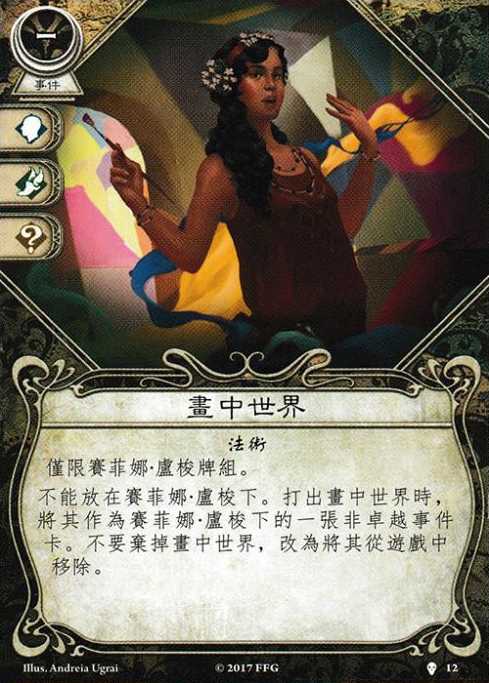 事件
畫中世界
法術
僅限賽菲娜·盧梭牌組。
不能放在賽菲娜·盧梭下。打出畫中世界時，
將其作為賽菲娜·盧梭下的一張非卓越事件
卡。不要棄掉畫中世界，改為將其從遊戲中
移除。
Illus. Andreia Ugrai
© 2017 FFG
12